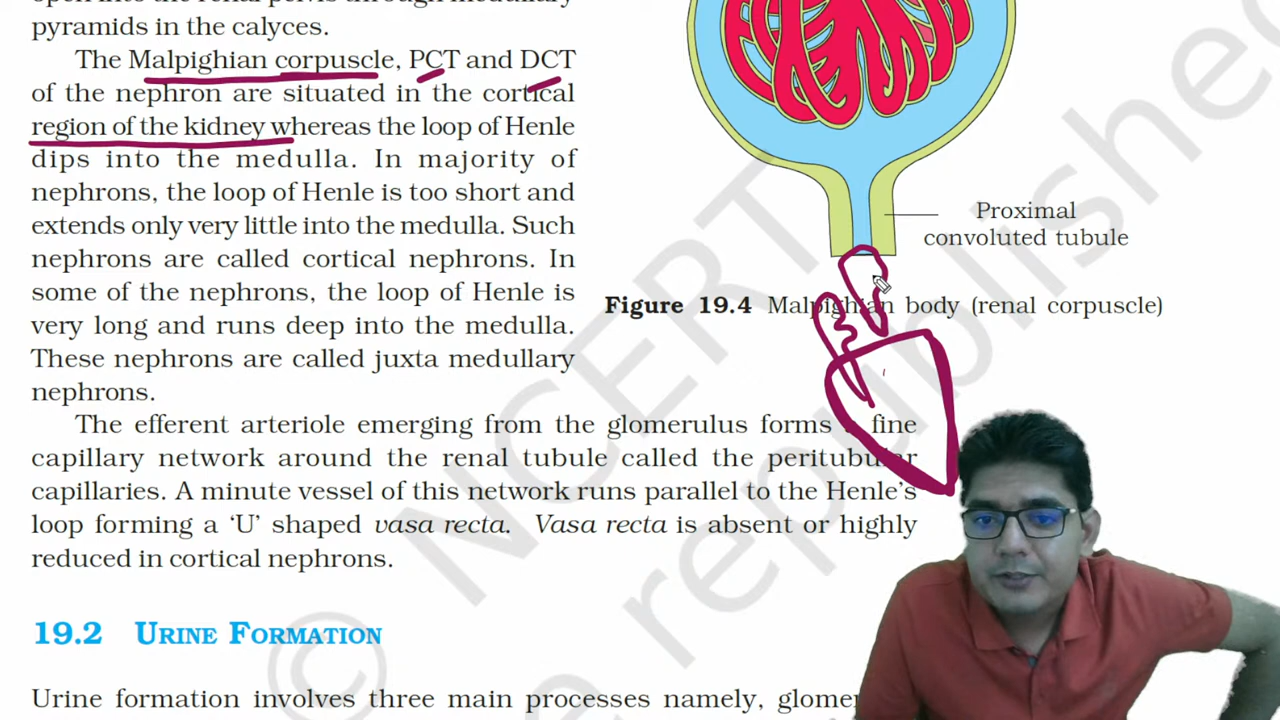 open into the renal pelvis through medullary
pyramids in the calyces.
The Malpighian corpuscle, PCT and DCT
of the nephron are situated in the cortical
region of the kidney whereas the loop of Henle
dips into the medulla. In majority of
nephrons, the loop of Henle is too short and
extends only very little into the medulla. Such
nephrons are called cortical nephrons. In
some of the nephrons, the loop of Henle is
very long and runs deep into the medulla.
These nephrons are called juxta medullary
nephrons.
Proximal
convoluted tubule
Figure 19.4 Malpighian body (renal corpuscle)
The efferent arteriole emerging from the glomerulus forms a fine
capillary network around the renal tubule called the peritubular
capillaries. A minute vessel of this network runs parallel to the Henle's
loop forming a ‘U’ shaped vasa recta. Vasa recta is absent or highly
reduced in cortical nephrons.
19.2 URINE FORMATION
Urine formation involves three main processes namely,
© NCERT
republished